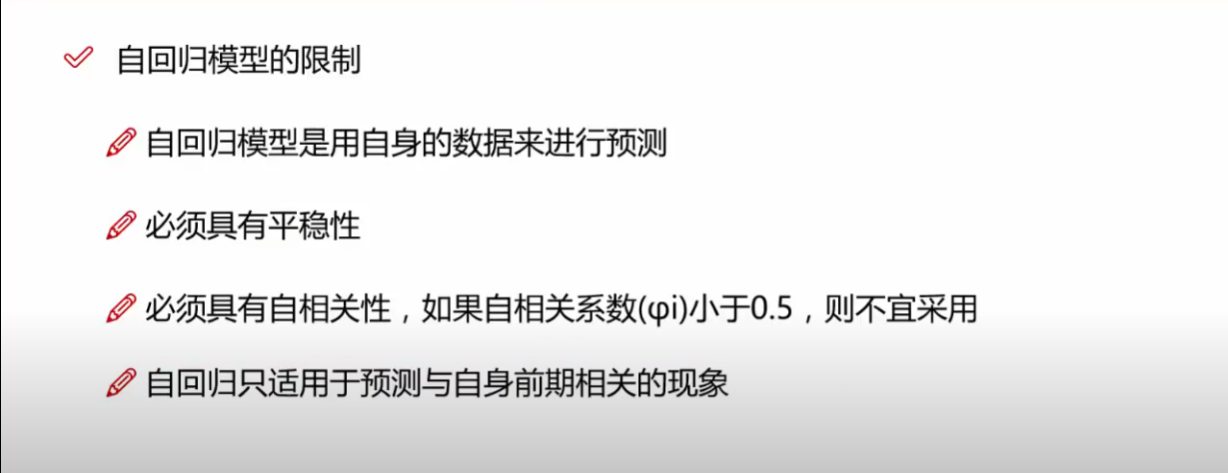 自回归模型的限制
自回归模型是用自身的数据来进行预测
必须具有平稳性
必须具有自相关性，如果自相关系数(φi)小于0.5，则不宜采用
自回归只适用于预测与自身前期相关的现象